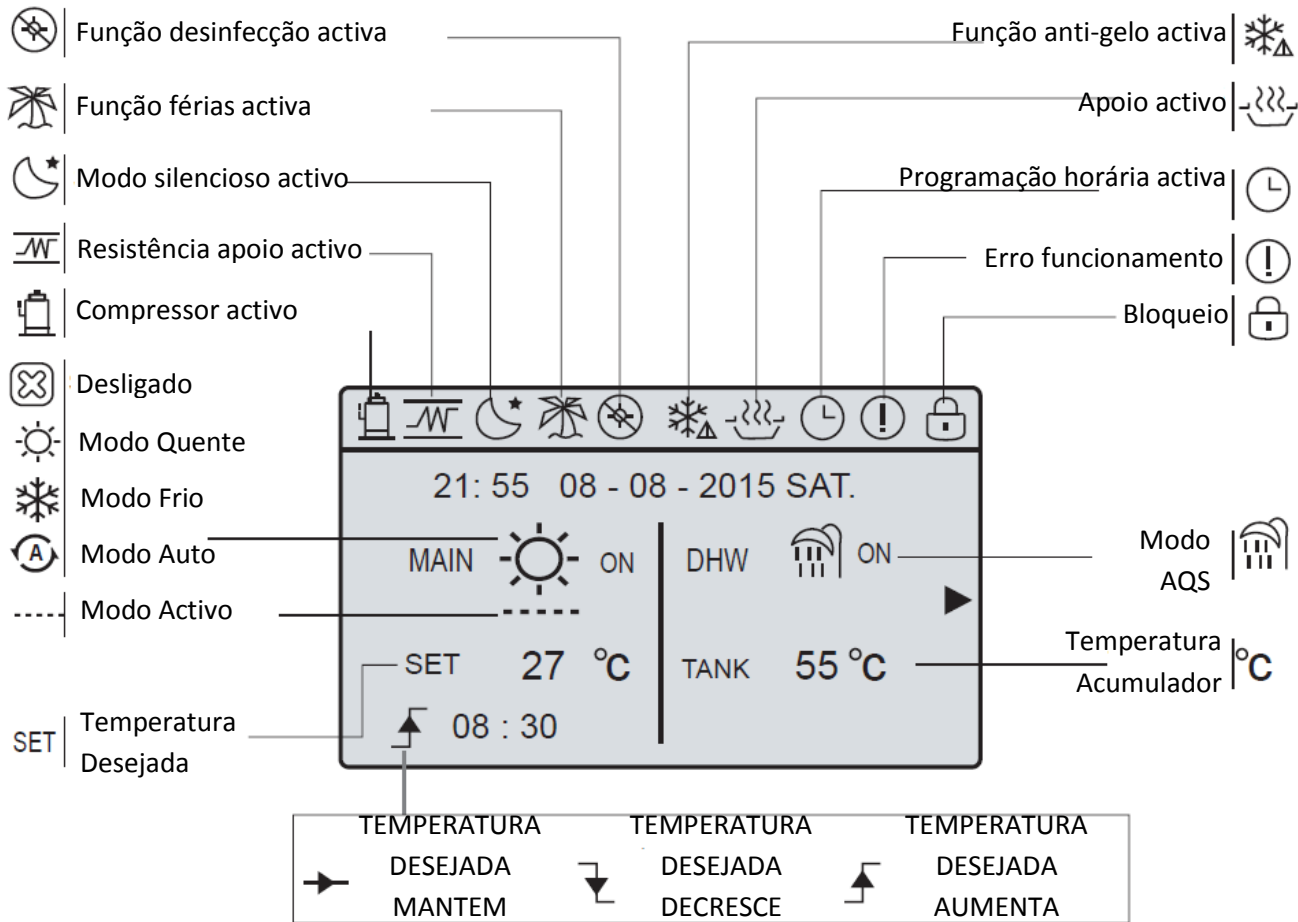 Função desinfecção activa
Função férias activa
Modo silencioso activo
Resistência apoio activo
Compressor activo
Desligado
Modo Quente
Modo Frio
A Modo Auto
Modo Activo
SET Temperatura
Desejada
Função anti-gelo activa
Apoio activo
Programação horária activa
Erro funcionamento
Bloqueio
21: 55 08 - 08 - 2015 SAT.
MAIN ON
SET 27 °C
08 : 30
DHW ON
TANK 55 °C
Modo
AQS
Temperatura
Acumulador °C
TEMPERATURA
DESEJADA
MANTEM
TEMPERATURA
DESEJADA
DECRESCE
TEMPERATURA
DESEJADA
AUMENTA